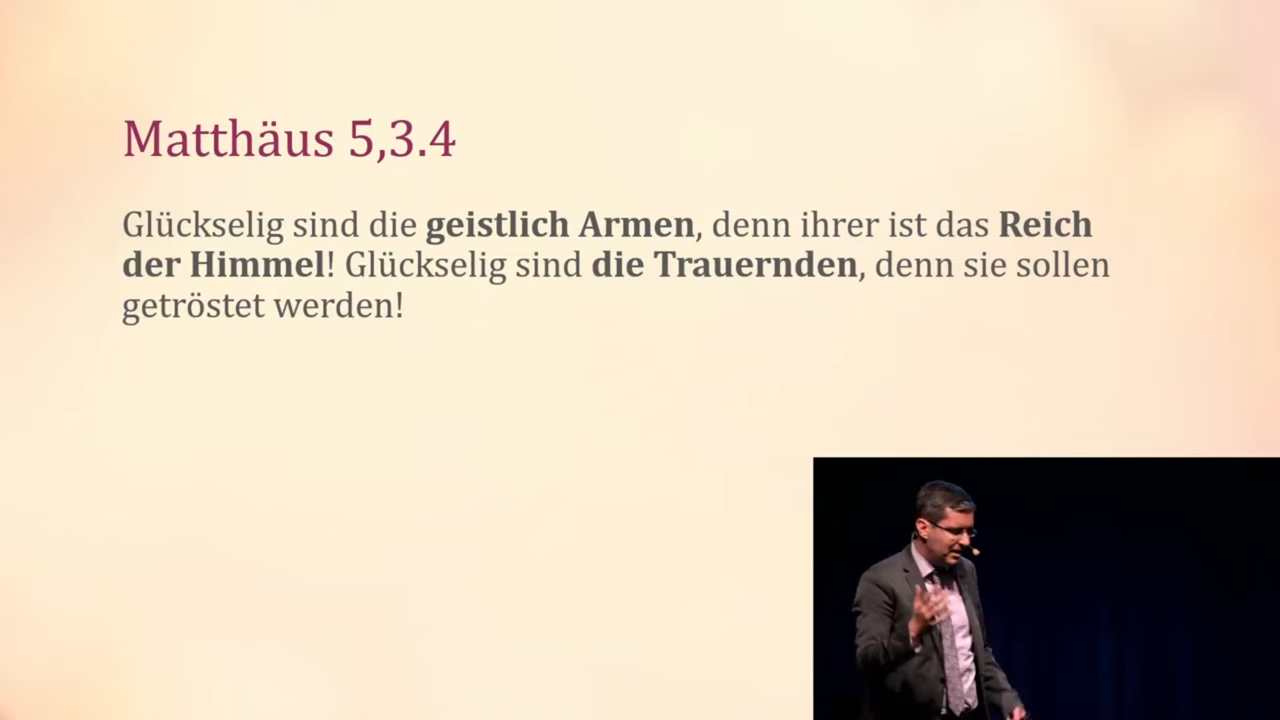 Matthäus 5,3.4
Glückselig sind die geistlich Armen, denn ihrer ist das Reich
der Himmel! Glückselig sind die Trauernden, denn sie sollen
getröstet werden!